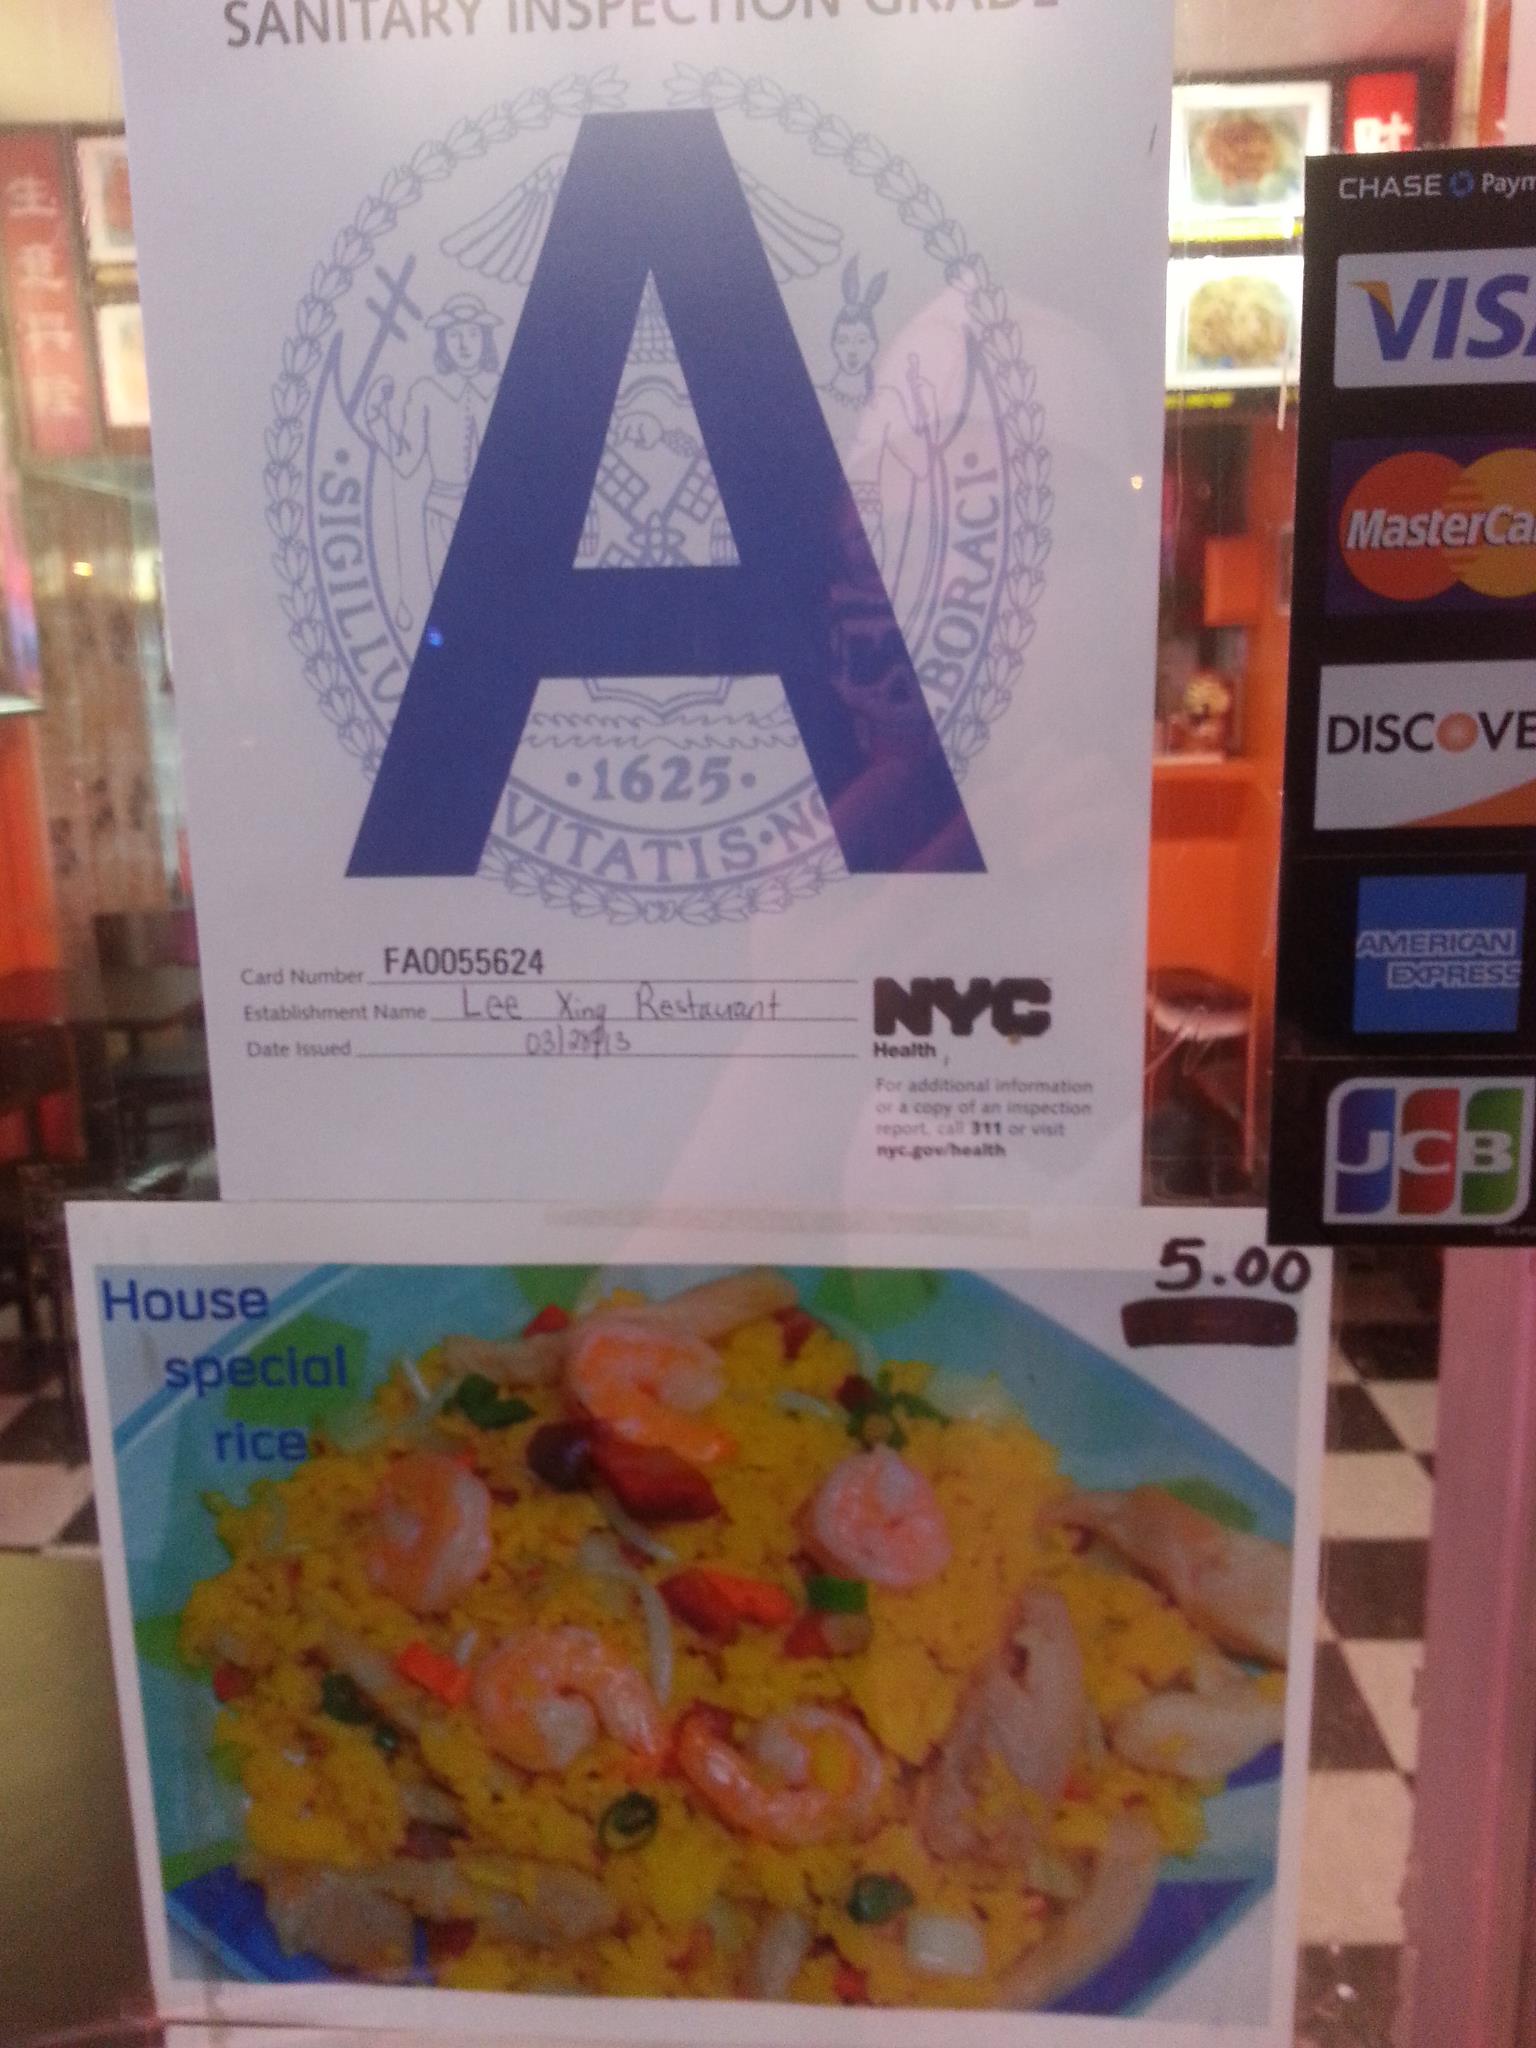 SANITARY INSPECTION GRADE
A
SIGILLU
BORACI
1625
VITATIS
Card Number FA0055624
Establishment Name Lee Xing Restaurant
Date Issued
NYC
Health
For additional information
or a copy of an inspection
report, call 311 or visit
nyc.gov/health
CHASE Paym
VISA
MasterCa
DISCOVE
AMERICAN
EXPRESS
JCB
5.00
House
special
rice